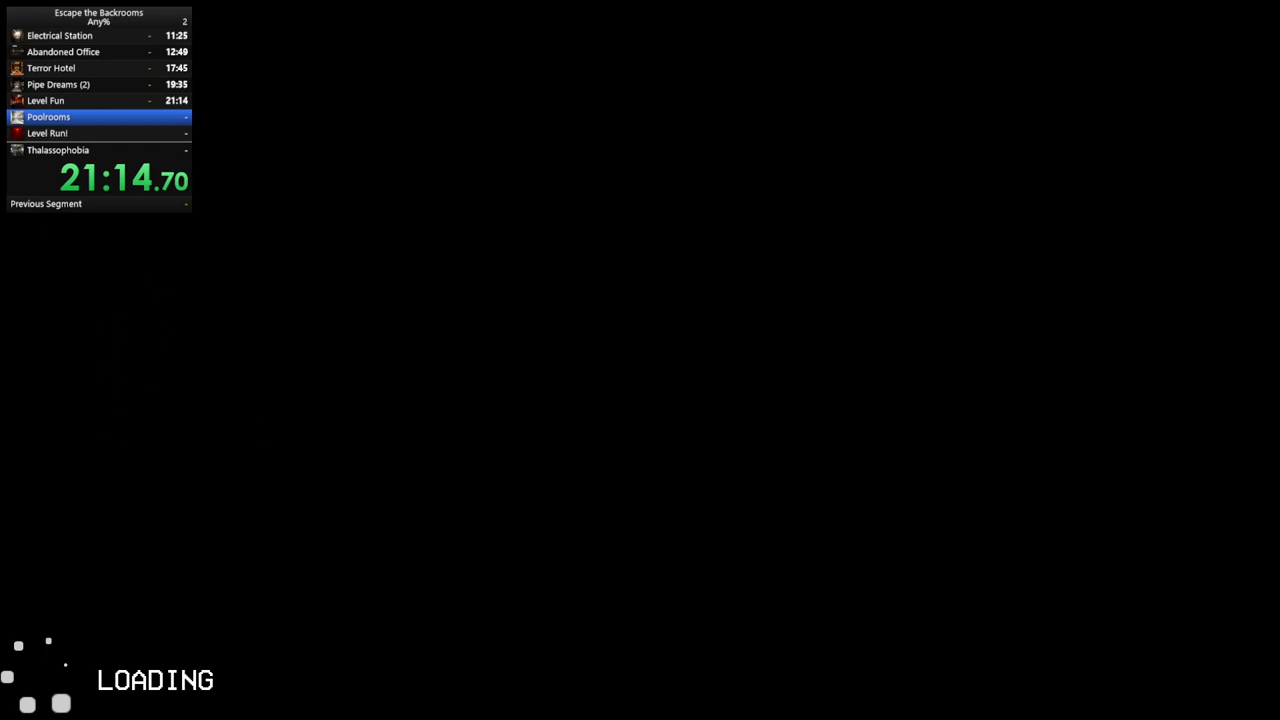 Escape the Backrooms
Any%
2
Electrical Station - 11:25
Abandoned Office - 12:49
Terror Hotel - 17:45
Pipe Dreams (2) - 19:35
Level Fun - 21:14
Poolrooms -
Level Run! -
Thalassophobia -
21:14.70
Previous Segment -
LOADING